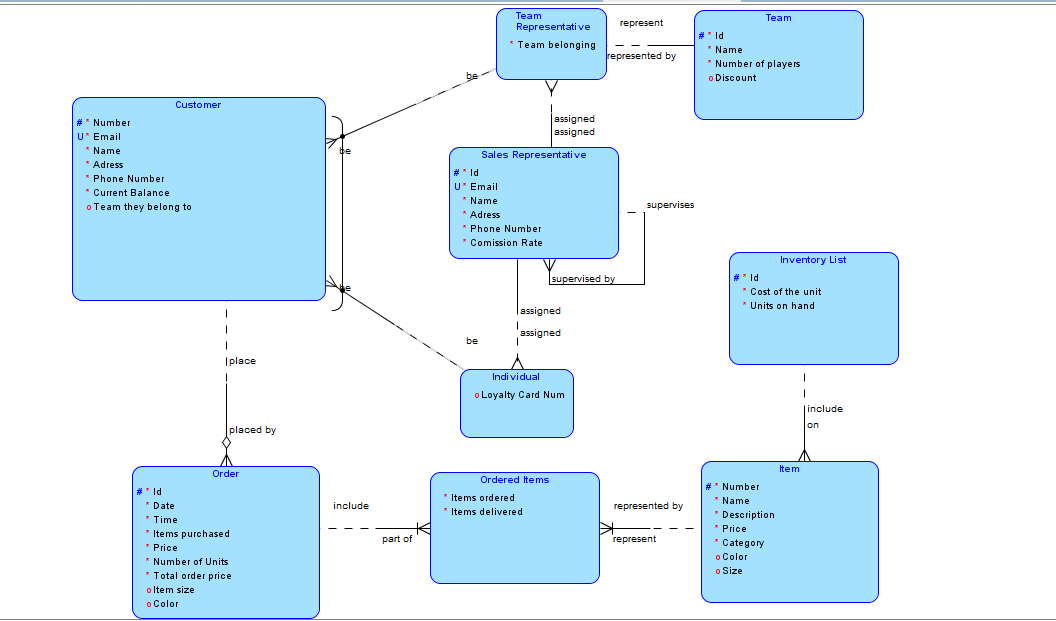 Team
Representative
* Team belonging
represent
represented by
Team
# * Id
* Name
* Number of players
o Discount
be
Customer
# * Number
U * Email
* Name
* Adress
* Phone Number
* Current Balance
o Team they belong to
be
be
assigned
assigned
Sales Representative
# * Id
U * Email
* Name
* Adress
* Phone Number
* Comission Rate
supervises
supervised by
assigned
assigned
be
Individual
o Loyalty Card Num
Inventory List
# * Id
* Cost of the unit
* Units on hand
include
on
place
placed by
Order
# * Id
* Date
* Time
* Items purchased
* Price
* Number of Units
* Total order price
o Item size
o Color
include
part of
Ordered Items
* Items ordered
* Items delivered
represented by
represent
Item
# * Number
* Name
* Description
* Price
* Category
o Color
o Size